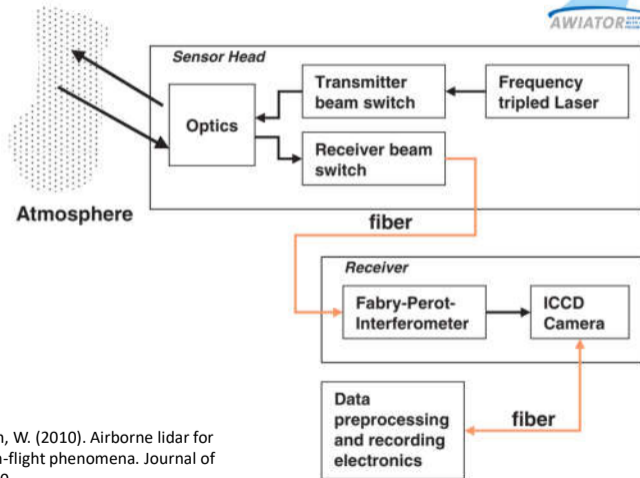 AWIATOR
Sensor Head
Transmitter
beam switch
Frequency
tripled Laser
Optics
Receiver beam
switch
Atmosphere
fiber
Receiver
Fabry-Perot-
Interferometer
ICCD
Camera
Data
preprocessing
and recording
electronics
fiber
W. (2010). Airborne lidar for
-flight phenomena. Journal of